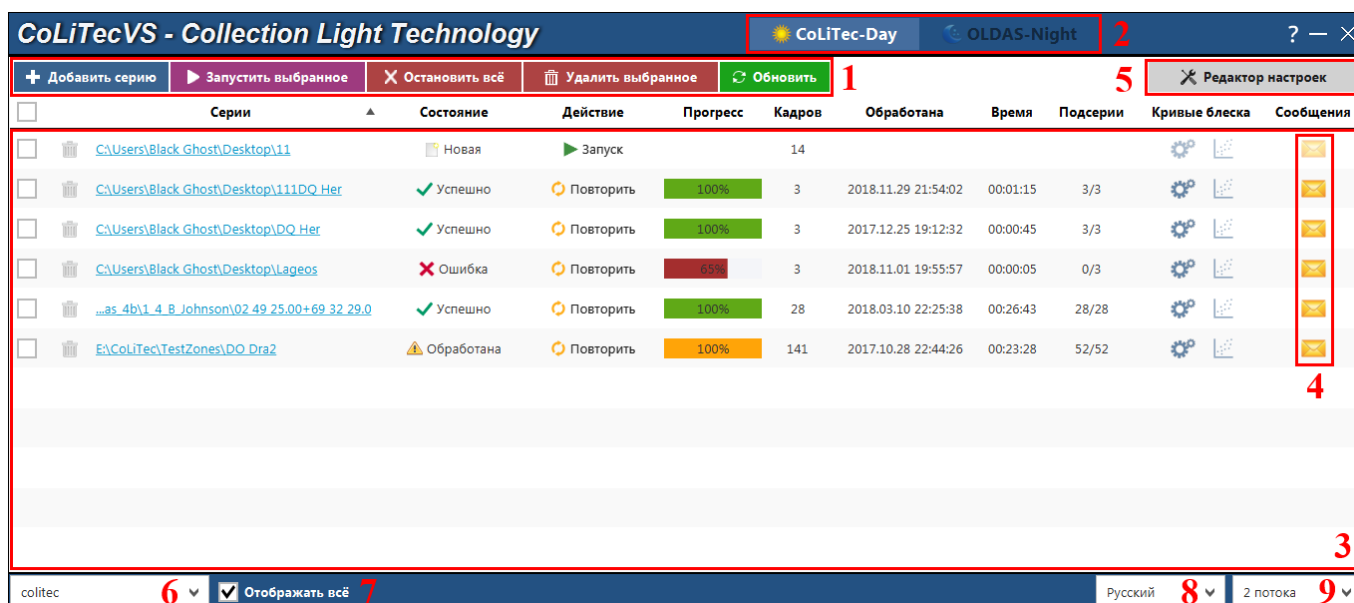 CoLiTecVS - Collection Light Technology CoLiTec-Day OLDAS-Night 2 ?
Добавить серию Запустить выбранное Остановить всё Удалить выбранное Обновить 1 5 Редактор настроек
Серии Состояние Действие Прогресс Кадров Обработана Время Подсерии Кривые блеска Сообщения
C:\Users\Black Ghost\Desktop\11 Новая Запуск 14
C:\Users\Black Ghost\Desktop\111DQ Her Успешно Повторить 100% 3 2018.11.29 21:54:02 00:01:15 3/3
C:\Users\Black Ghost\Desktop\DQ Her Успешно Повторить 100% 3 2017.12.25 19:12:32 00:00:45 3/3
C:\Users\Black Ghost\Desktop\Lageos Ошибка Повторить 65% 3 2018.11.01 19:55:57 00:00:05 0/3
...as_4b\1_4_B_Johnson\02 49 25.00+69 32 29.0 Успешно Повторить 100% 28 2018.03.10 22:25:38 00:26:43 28/28
E:\CoLiTec\TestZones\DO Dra2 Обработана Повторить 100% 141 2017.10.28 22:44:26 00:23:28 52/52
4
3
colitec 6 Отображать всё 7 Русский 8 2 потока 9